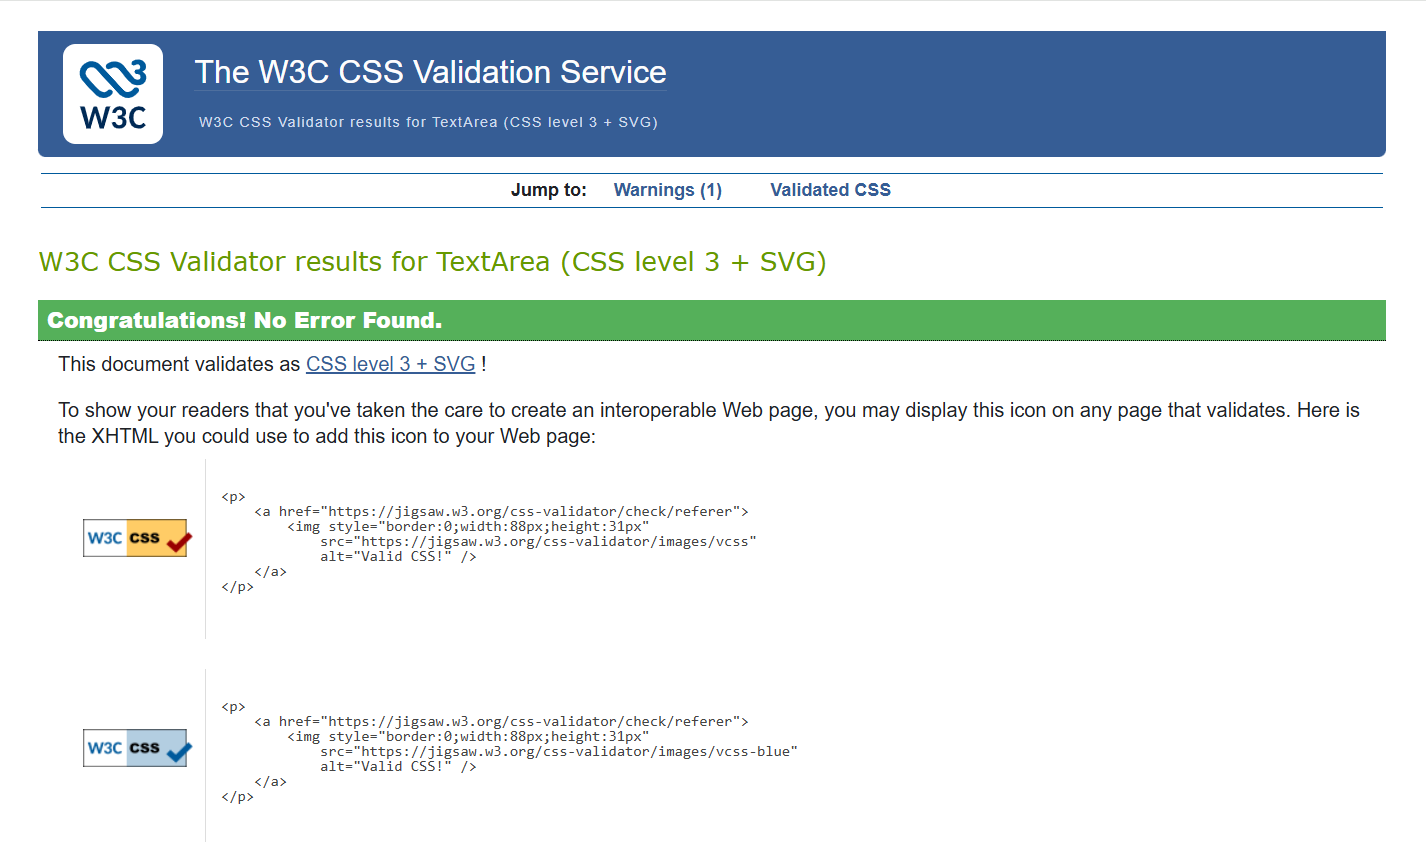 W3C
The W3C CSS Validation Service
W3C CSS Validator results for TextArea (CSS level 3 + SVG)
Jump to: Warnings (1) Validated CSS
W3C CSS Validator results for TextArea (CSS level 3 + SVG)
Congratulations! No Error Found.
This document validates as CSS level 3 + SVG !
To show your readers that you've taken the care to create an interoperable Web page, you may display this icon on any page that validates. Here is
the XHTML you could use to add this icon to your Web page:
W3C CSS
<p>
    <a href="https://jigsaw.w3.org/css-validator/check/referer">
        <img style="border:0;width:88px;height:31px"
            src="https://jigsaw.w3.org/css-validator/images/vcss"
            alt="Valid CSS!" />
    </a>
</p>
W3C CSS
<p>
    <a href="https://jigsaw.w3.org/css-validator/check/referer">
        <img style="border:0;width:88px;height:31px"
            src="https://jigsaw.w3.org/css-validator/images/vcss-blue"
            alt="Valid CSS!" />
    </a>
</p>